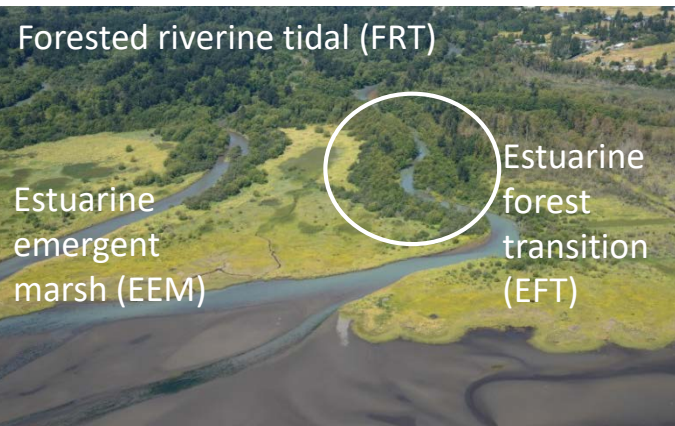 Forested riverine tidal (FRT)
Estuarine
emergent
marsh (EEM)
Estuarine
forest
transition
(EFT)